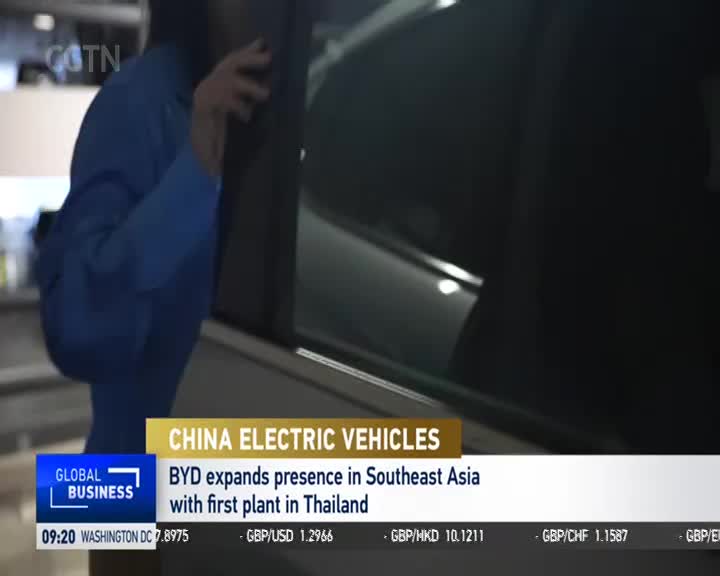 CGTN
CHINA ELECTRIC VEHICLES
GLOBAL
BUSINESS
BYD expands presence in Southeast Asia
with first plant in Thailand
09:20 WASHINGTON DC 7.8975 · GBP/USD 1.2966 · GBP/HKD 10.1211 · GBP/CHF 1.1587 · GBP/E